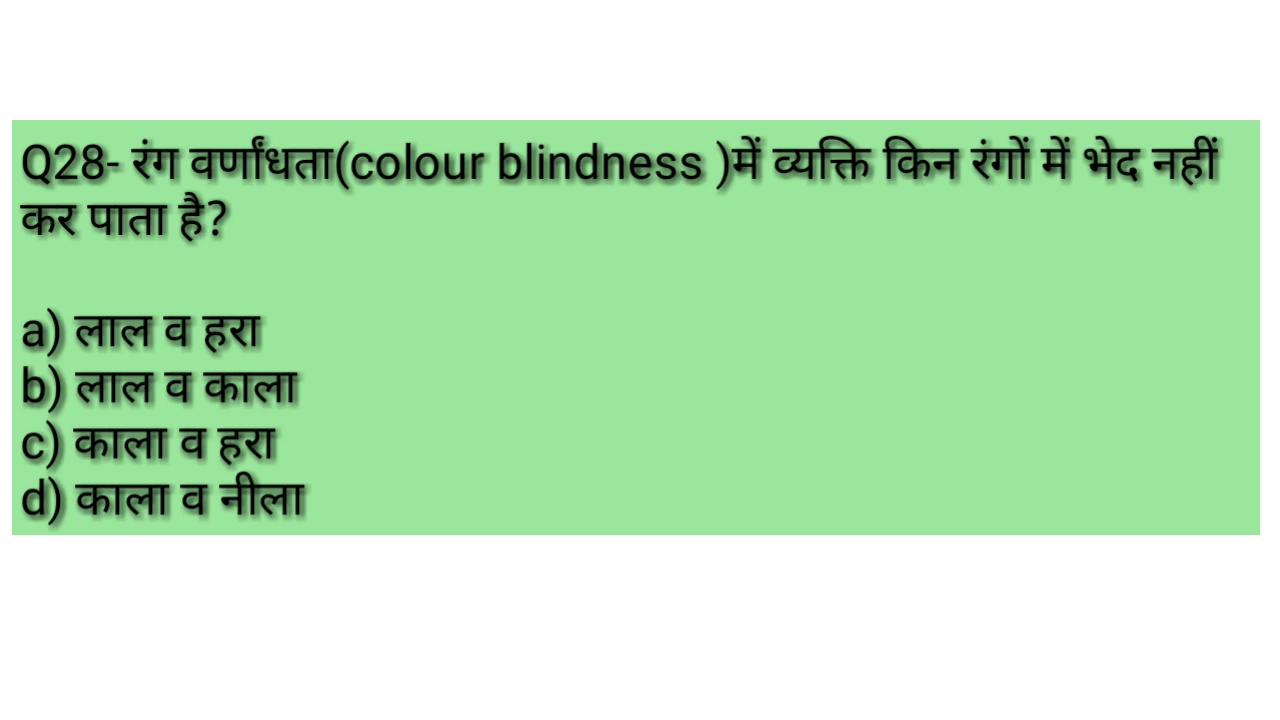 Q28- रंग वर्णांधता(colour blindness )में व्यक्ति किन रंगों में भेद नहीं
कर पाता है?
a) लाल व हरा
b) लाल व काला
c) काला व हरा
d) काला व नीला